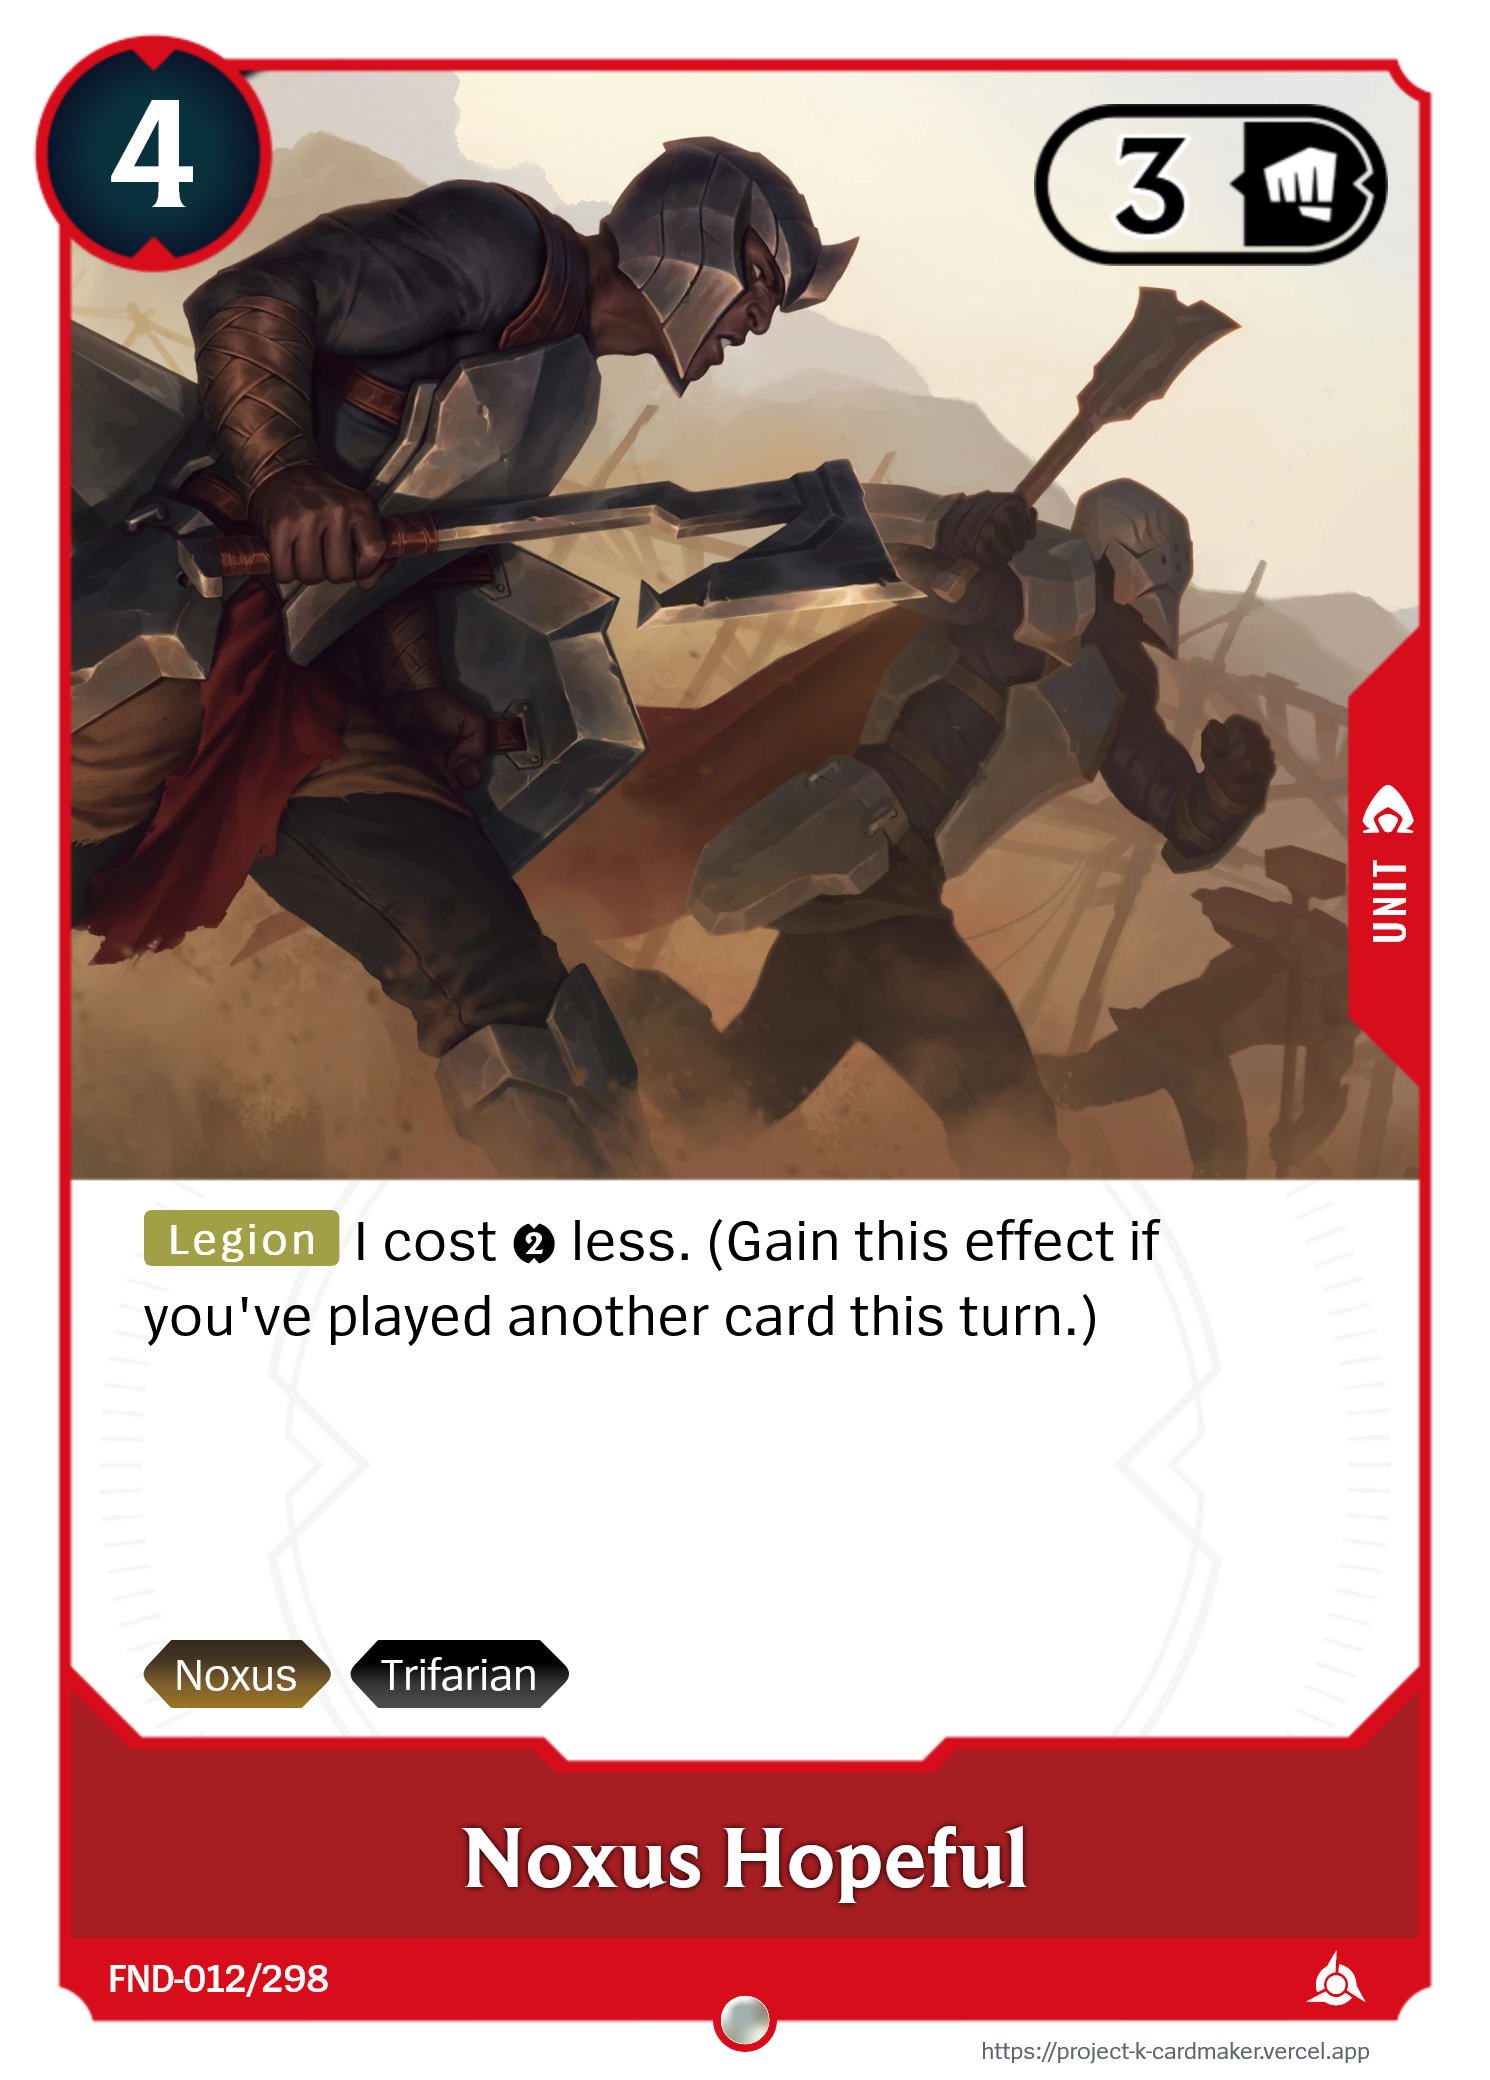 4
3
UNIT
Legion I cost 2 less. (Gain this effect if
you've played another card this turn.)
Noxus Trifarian
Noxus Hopeful
FND-012/298
https://project-k-cardmaker.vercel.app